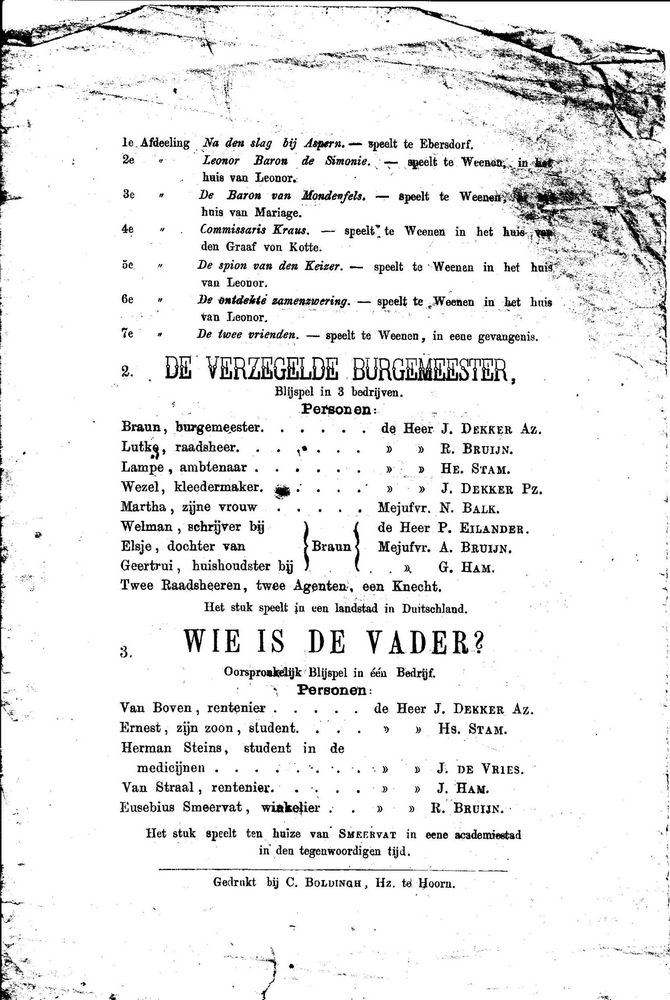 1e Afdeeling Na den slag bij Aspern. — speelt te Ebersdorf.
2e „ Leonor Baron de Simonie. — speelt te Weenen, in het
huis van Leonor.
3e „ De Baron van Mondenfels. — speelt te Weenen,
huis van Mariage.
4e „ Commissaris Kraus. — speelt te Weenen in het huis van
den Graaf von Kotte.
5e „ De spion van den Keizer. — speelt te Weenen in het huis
van Leonor.
6e „ De ontdekte zamenzwering. — speelt te Weenen in het huis
van Leonor.
7e „ De twee vrienden. — speelt te Weenen, in eene gevangenis.
2. DE VERZEGELDE BURGEMEESTER,
Blijspel in 3 bedrijven.
Personen:
Braun, burgemeester. . . . . . de Heer J. DEKKER AZ.
Lutke, raadsheer. . . . . . . » » R. BRUIJN.
Lampe, ambtenaar . . . . . . » » HE. STAM.
Wezel, kleedermaker. . . . . . » » J. DEKKER PZ.
Martha, zijne vrouw . . . . . Mejufvr. N. BALK.
Welman, schrijver bij } { de Heer P. EILANDER.
Elsje, dochter van } Braun { Mejufvr. A. BRUIJN.
Geertrui, huishoudster bij } { » G. HAM.
Twee Raadsheeren, twee Agenten, een Knecht.
Het stuk speelt in een landstad in Duitschland.
3. WIE IS DE VADER?
Oorspronkelijk Blijspel in één Bedrijf.
Personen:
Van Boven, rentenier . . . . . de Heer J. DEKKER AZ.
Ernest, zijn zoon, student. . . . » » HS. STAM.
Herman Steins, student in de
medicijnen . . . . . . . . » » J. DE VRIES.
Van Straal, rentenier. . . . . » » J. HAM.
Eusebius Smeervat, winkelier . . » » R. BRUIJN.
Het stuk speelt ten huize van SMEERVAT in eene academiestad
in den tegenwoordigen tijd.
Gedrukt bij C. BOLDINGH, Hz. te Hoorn.